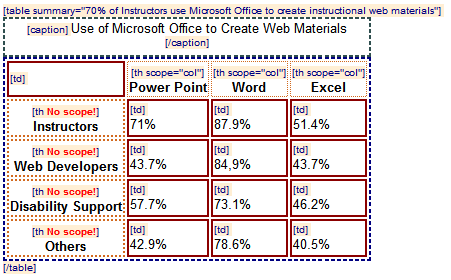 [table summary="70% of Instructors use Microsoft Office to create instructional web materials"]
[caption] Use of Microsoft Office to Create Web Materials
[/caption]
[td] [th scope="col"] Power Point [th scope="col"] Word [th scope="col"] Excel
[th No scope!] Instructors [td] 71% [td] 87.9% [td] 51.4%
[th No scope!] Web Developers [td] 43.7% [td] 84,9% [td] 43.7%
[th No scope!] Disability Support [td] 57.7% [td] 73.1% [td] 46.2%
[th No scope!] Others [td] 42.9% [td] 78.6% [td] 40.5%
[/table]